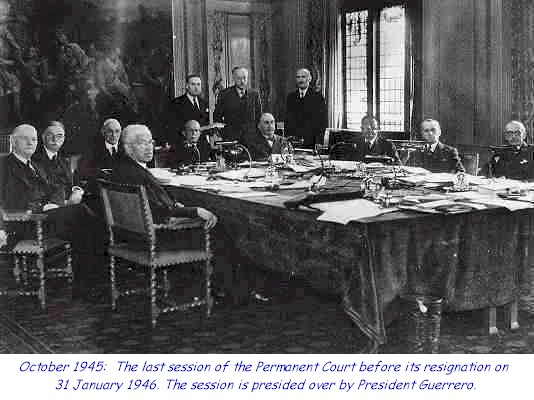 October 1945: The last session of the Permanent Court before its resignation on
31 January 1946. The session is presided over by President Guerrero.